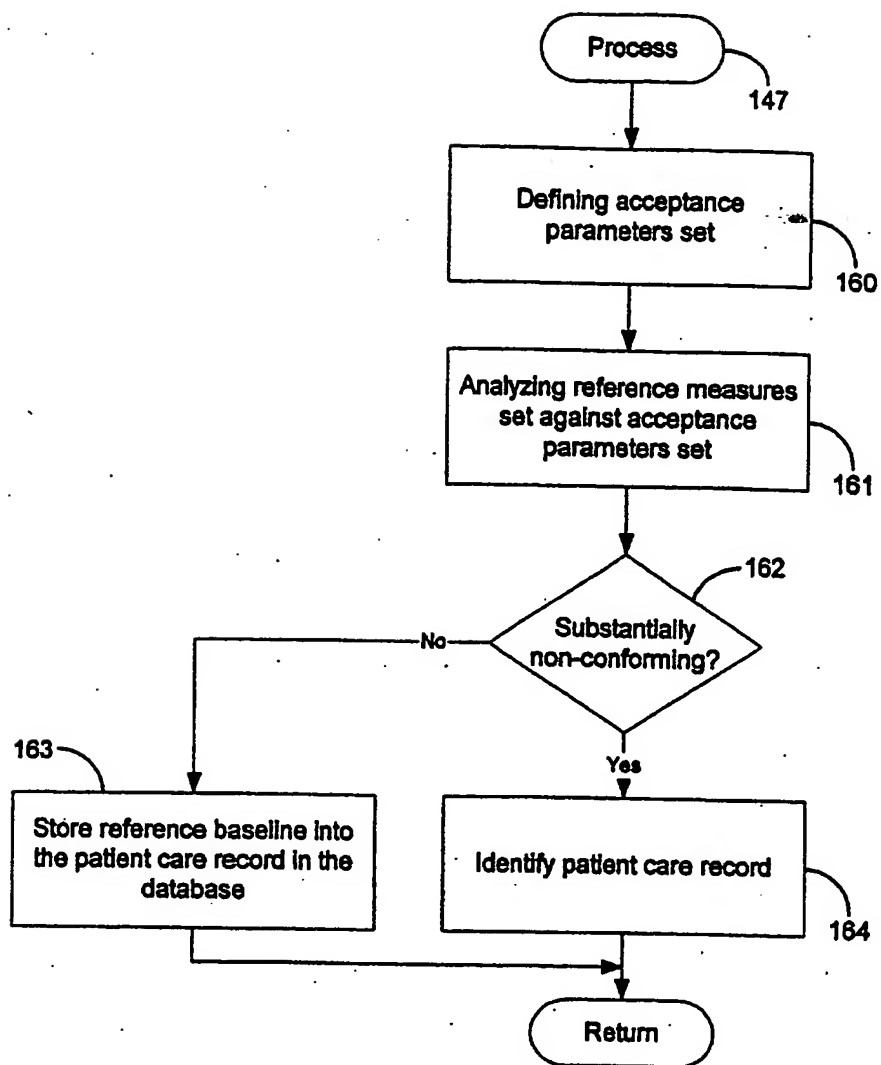 Process
147
Defining acceptance
parameters set
160
Analyzing reference measures
set against acceptance
parameters set
161
162
Substantially
non-conforming?
No
Yes
163
Store reference baseline into
the patient care record in the
database
Identify patient care record
164
Return